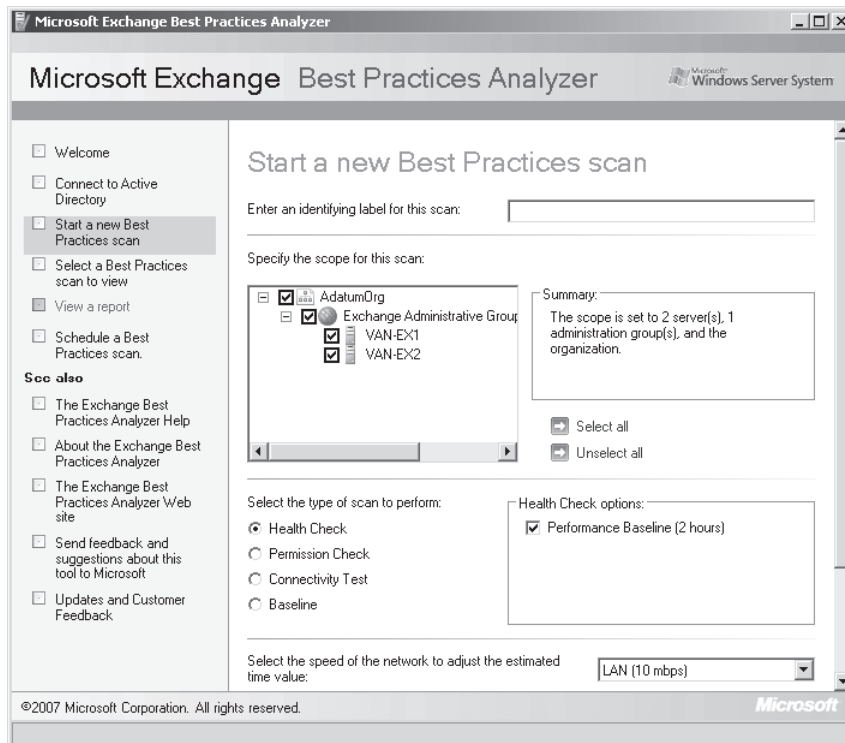 Microsoft Exchange Best Practices Analyzer
Microsoft Exchange Best Practices Analyzer
Microsoft
Windows Server System
Welcome
Connect to Active
Directory
Start a new Best
Practices scan
Select a Best Practices
scan to view
View a report
Schedule a Best
Practices scan.
See also
The Exchange Best
Practices Analyzer Help
About the Exchange Best
Practices Analyzer
The Exchange Best
Practices Analyzer Web
site
Send feedback and
suggestions about this
tool to Microsoft
Updates and Customer
Feedback
Start a new Best Practices scan
Enter an identifying label for this scan:
Specify the scope for this scan:
AdatumOrg
Exchange Administrative Group
VAN-EX1
VAN-EX2
Summary:
The scope is set to 2 server(s), 1
administration group(s), and the
organization.
Select all
Unselect all
Select the type of scan to perform:
Health Check
Permission Check
Connectivity Test
Baseline
Health Check options:
Performance Baseline (2 hours)
Select the speed of the network to adjust the estimated
time value:
LAN (10 mbps)
©2007 Microsoft Corporation. All rights reserved.
Microsoft